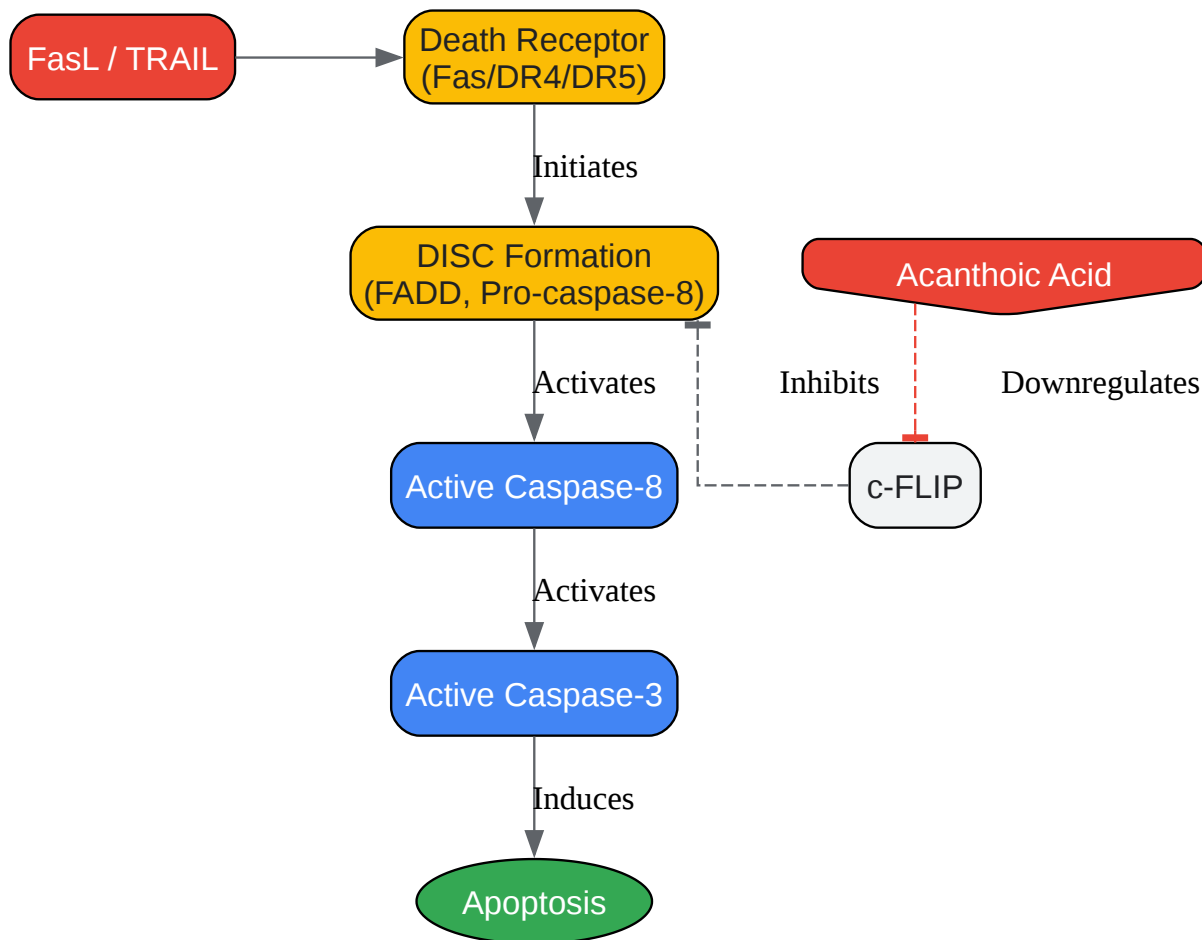 FasL / TRAIL
Death Receptor
(Fas/DR4/DR5)
Initiates
DISC Formation
(FADD, Pro-caspase-8)
Acanthoic Acid
Activates
Inhibits
Downregulates
Active Caspase-8
c-FLIP
Activates
Active Caspase-3
Induces
Apoptosis